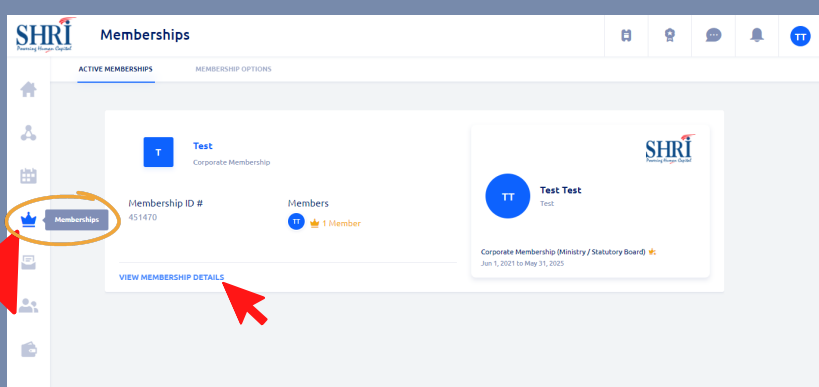 SHRI
Powering Human Capital
Memberships
TT
ACTIVE MEMBERSHIPS
MEMBERSHIP OPTIONS
T
Test
Corporate Membership
Membership ID #
451470
Members
TT
1 Member
VIEW MEMBERSHIP DETAILS
SHRI
Powering Human Capital
TT
Test Test
Test
Corporate Membership (Ministry / Statutory Board)
Jun 1, 2021 to May 31, 2025
Memberships